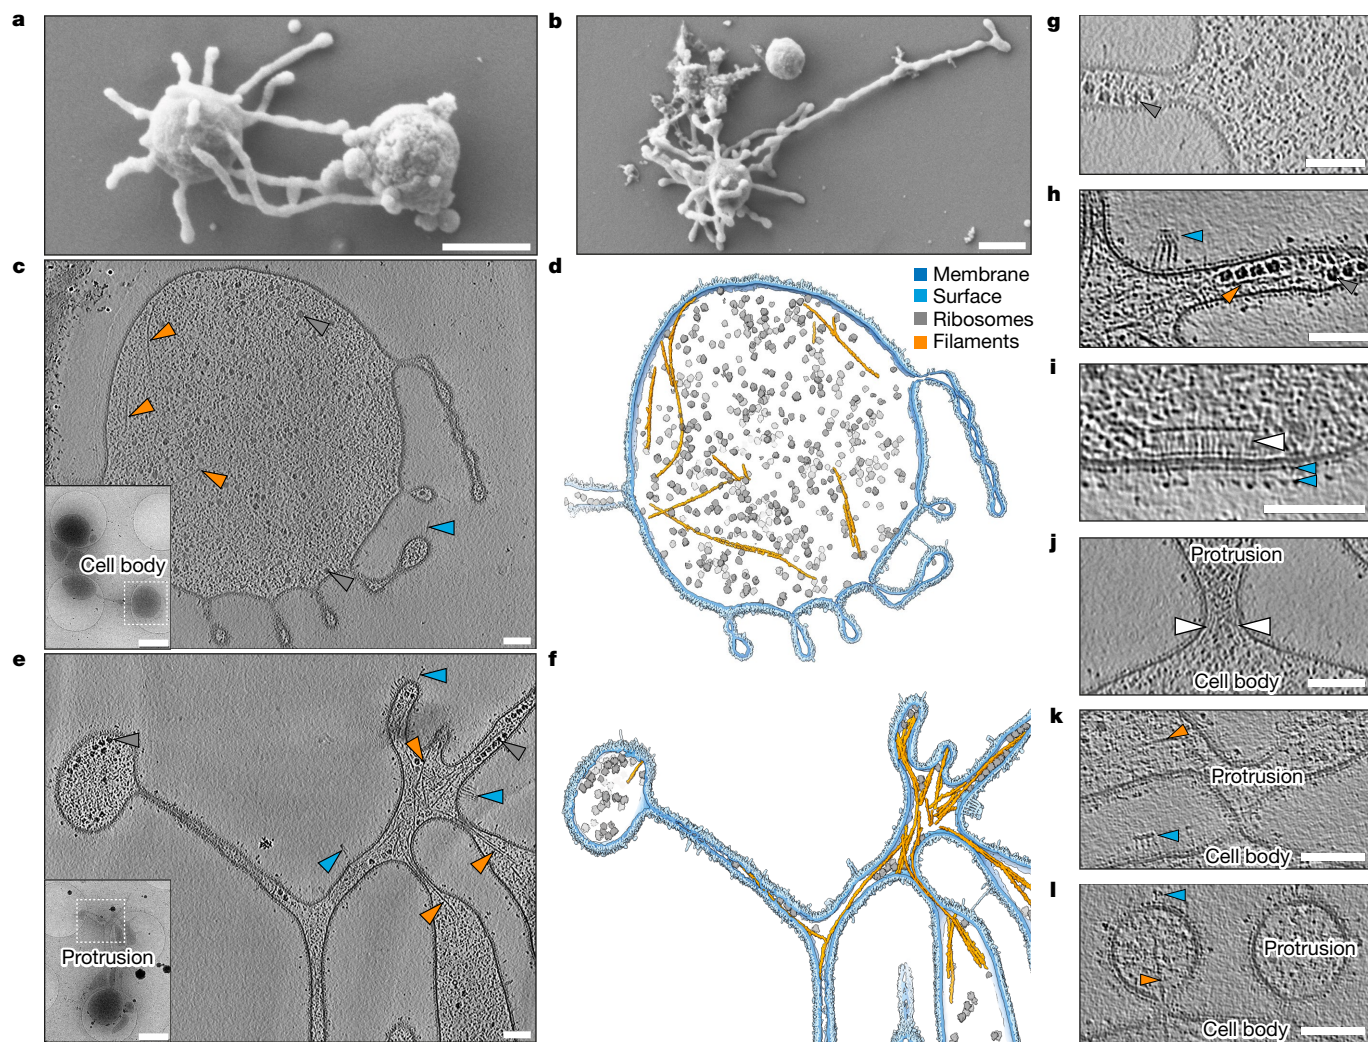 a
b
c
Cell body
d
Membrane
Surface
Ribosomes
Filaments
e
Protrusion
f
g
h
i
j
Protrusion
Cell body
k
Protrusion
Cell body
l
Protrusion
Cell body